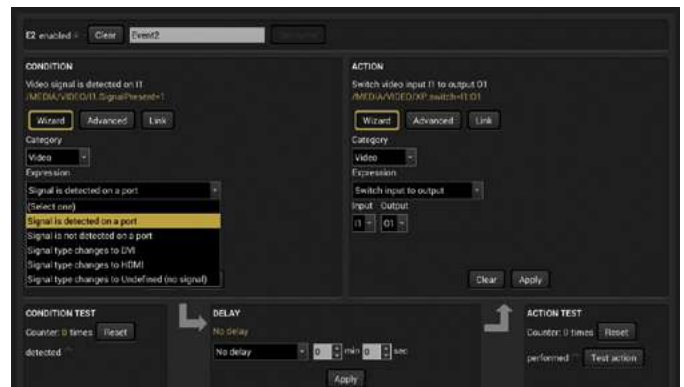 E2 enabled Clear Event2
CONDITION
Video signal is detected on I1
/MEDIA/VIDEO/I1.SignalPresent=1
Wizard Advanced Link
Category
Video
Expression
Signal is detected on a port
(Select one)
Signal is detected on a port
Signal is not detected on a port
Signal type changes to DVI
Signal type changes to HDMI
Signal type changes to Undefined (no signal)
ACTION
Switch video input I1 to output O1
/MEDIA/VIDEO/XP:switch=I1:O1
Wizard Advanced Link
Category
Video
Expression
Switch input to output
Input Output
I1 O1
Clear Apply
CONDITION TEST
Counter: 0 times Reset
detected
DELAY
No delay
No delay 0 min 0 sec
Apply
ACTION TEST
Counter: 0 times Reset
performed Test action